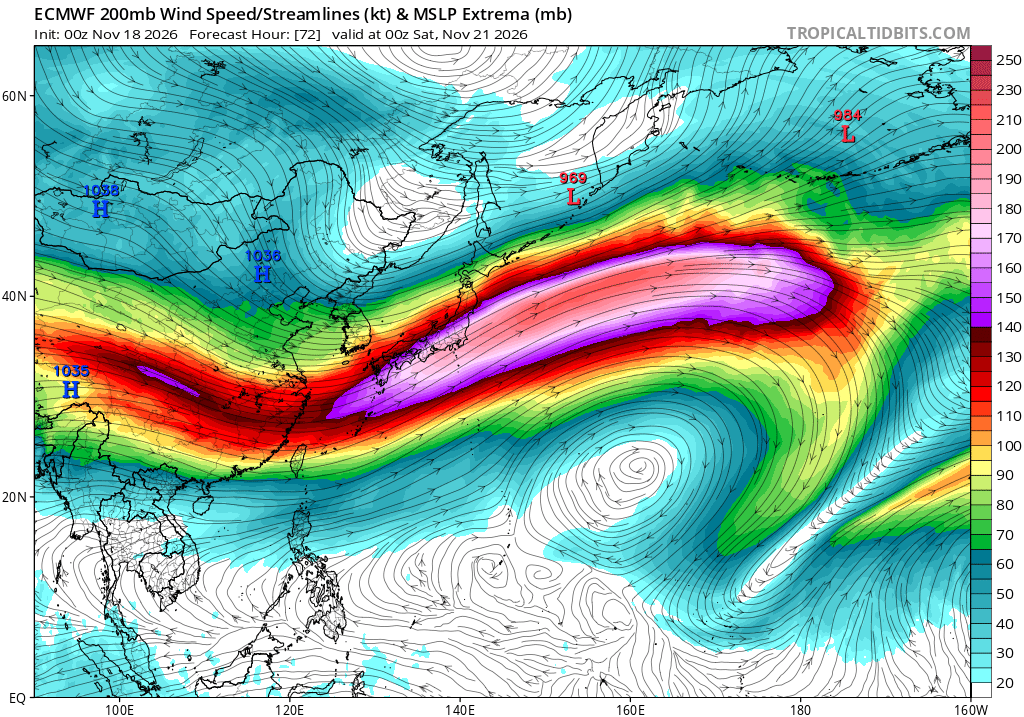 ECMWF 200mb Wind Speed/Streamlines (kt) & MSLP Extrema (mb)
Init: 00z Nov 18 2026 Forecast Hour: [72] valid at 00z Sat, Nov 21 2026
TROPICALTIDBITS.COM
60N
40N
20N
EQ
100E
120E
140E
160E
180
160W
984
L
969
L
1038
H
1036
H
1035
H
250
230
210
200
190
180
170
160
150
140
130
120
110
100
90
80
70
60
50
40
30
20